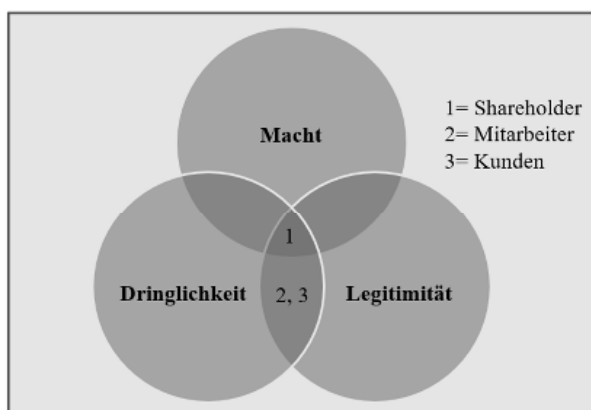 Macht
1= Shareholder
2= Mitarbeiter
3= Kunden
1
Dringlichkeit
2, 3
Legitimität